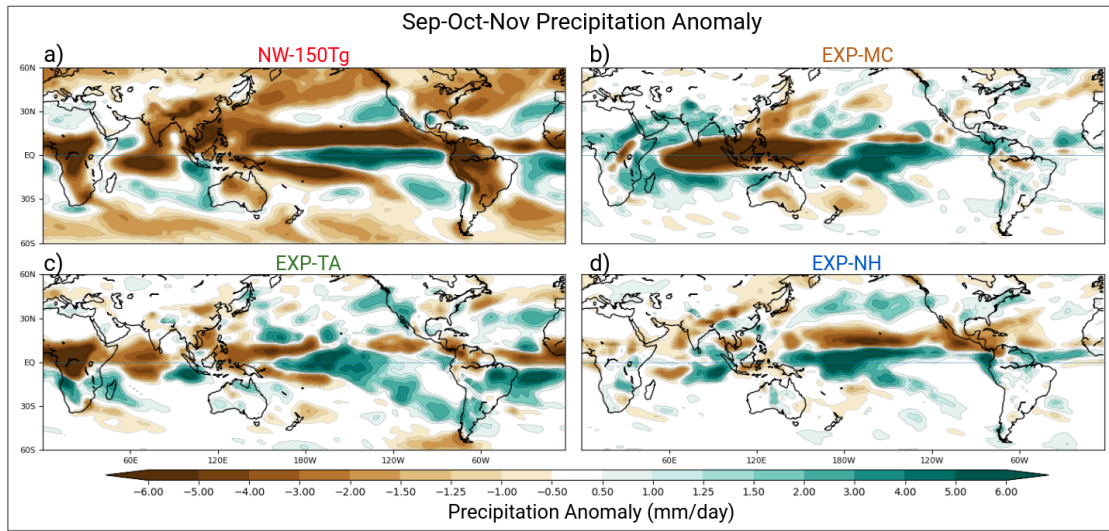 Sep-Oct-Nov Precipitation Anomaly
a) NW-150Tg
b) EXP-MC
60N
30N
EQ
30S
60S
c) EXP-TA
d) EXP-NH
60N
30N
EQ
30S
60S
60E 120E 180W 120W 60W 60E 120E 180W 120W 60W
−6.00 −5.00 −4.00 −3.00 −2.00 −1.50 −1.25 −1.00 −0.50 0.50 1.00 1.25 1.50 2.00 3.00 4.00 5.00 6.00
Precipitation Anomaly (mm/day)